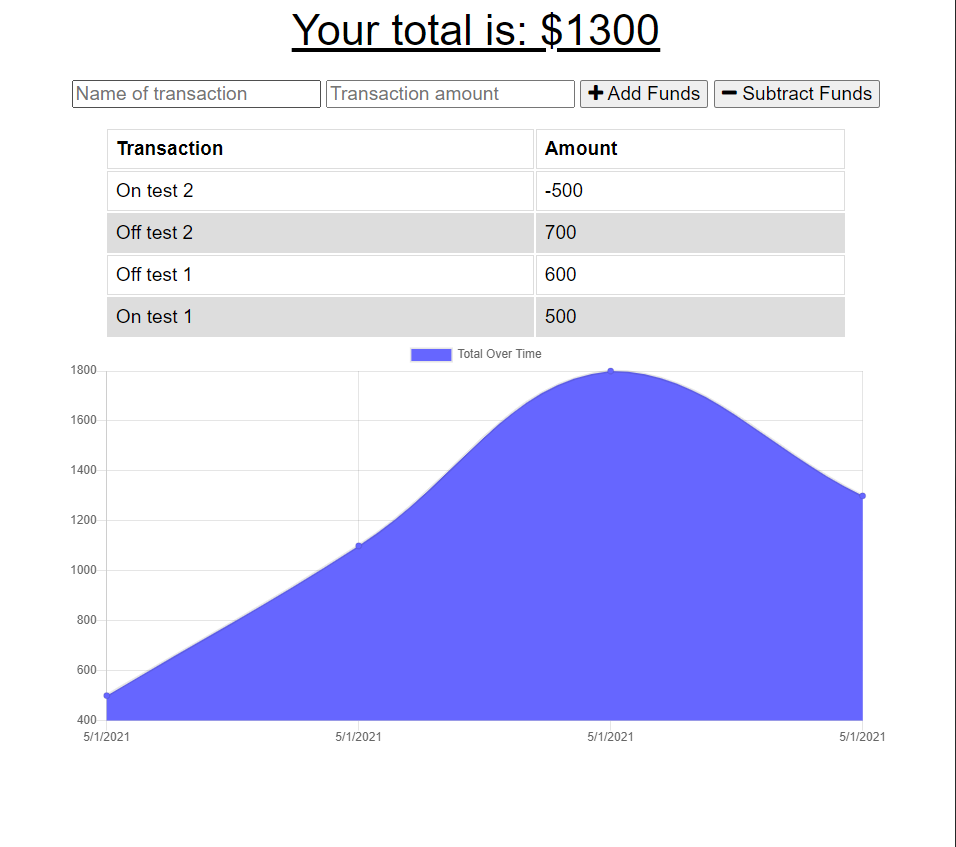 Your total is: $1300
Name of transaction Transaction amount Add Funds Subtract Funds
Transaction Amount
On test 2 -500
Off test 2 700
Off test 1 600
On test 1 500
Total Over Time
1800
1600
1400
1200
1000
800
600
400
5/1/2021 5/1/2021 5/1/2021 5/1/2021